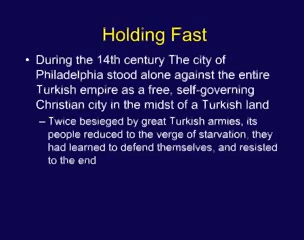 Holding Fast
• During the 14th century The city of
Philadelphia stood alone against the entire
Turkish empire as a free, self-governing
Christian city in the midst of a Turkish land
– Twice besieged by great Turkish armies, its
people reduced to the verge of starvation, they
had learned to defend themselves, and resisted
to the end